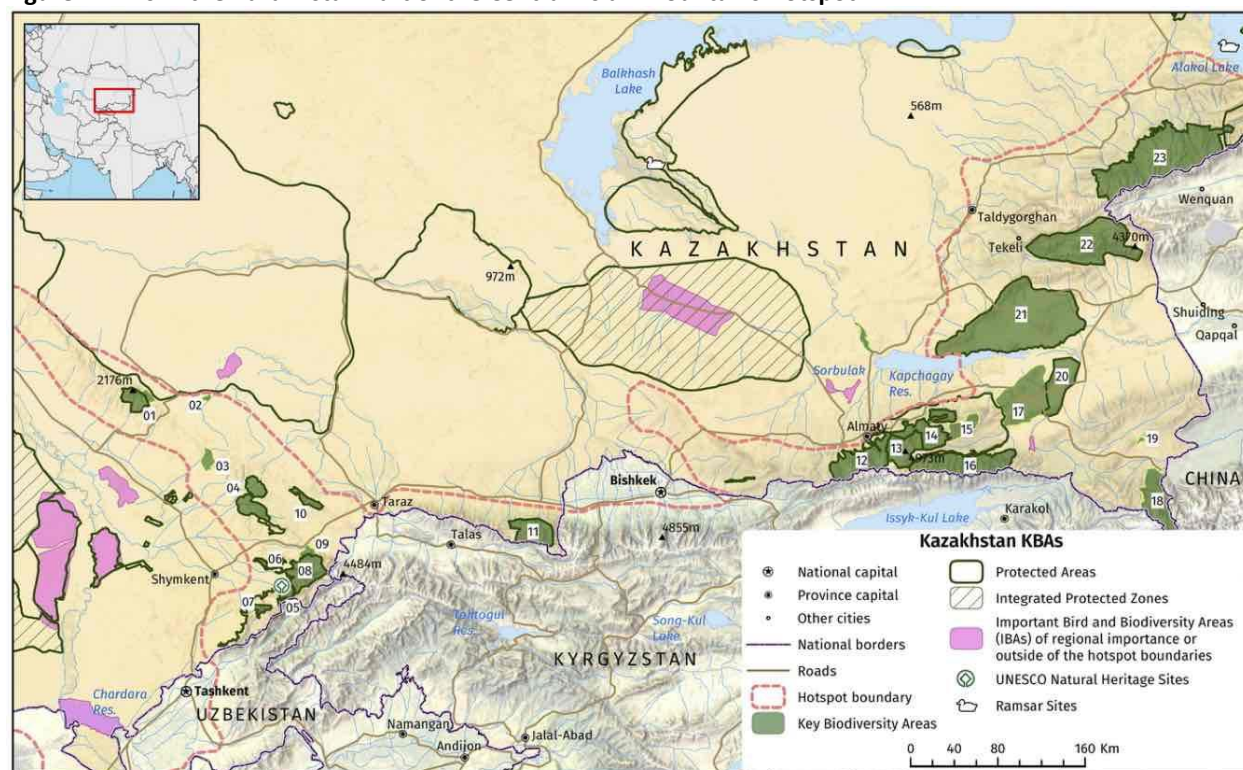 Balkhash
Lake
Alakol Lake
568m
23
Wenquan
Taldygorghan
Tekeli
22
4370m
KAZAKHSTAN
972m
21
Shuiding
Qapqal
Sorbulak
Kapchagay
Res.
20
2176m
01
02
17
Almaty
15
14
13
12
4973m
16
19
03
04
10
Taraz
Bishkek
18
CHINA
11
Issyk-Kul Lake
Karakol
Talas
4855m
09
06
08
4484m
Shymkent
07
05
Toktogul
Res.
Song-Kul
Lake
KYRGYZSTAN
Chardara
Res.
Tashkent
UZBEKISTAN
Namangan
Andijon
Jalal-Abad
Kazakhstan KBAs
National capital
Province capital
Other cities
National borders
Roads
Hotspot boundary
Key Biodiversity Areas
Protected Areas
Integrated Protected Zones
Important Bird and Biodiversity Areas
(IBAs) of regional importance or
outside of the hotspot boundaries
UNESCO Natural Heritage Sites
Ramsar Sites
0 40 80 160 Km